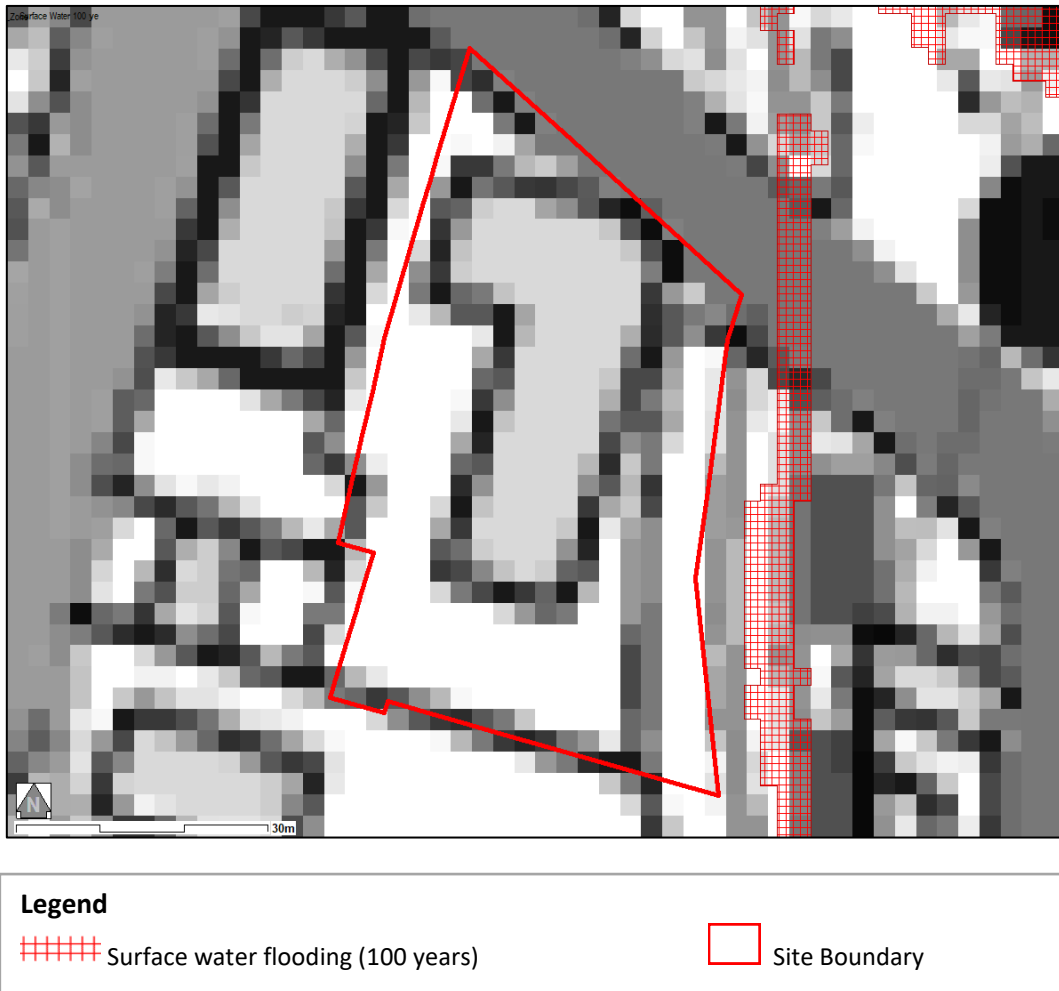 Surface Water 100 ye
N
30m
Legend
Surface water flooding (100 years)
Site Boundary